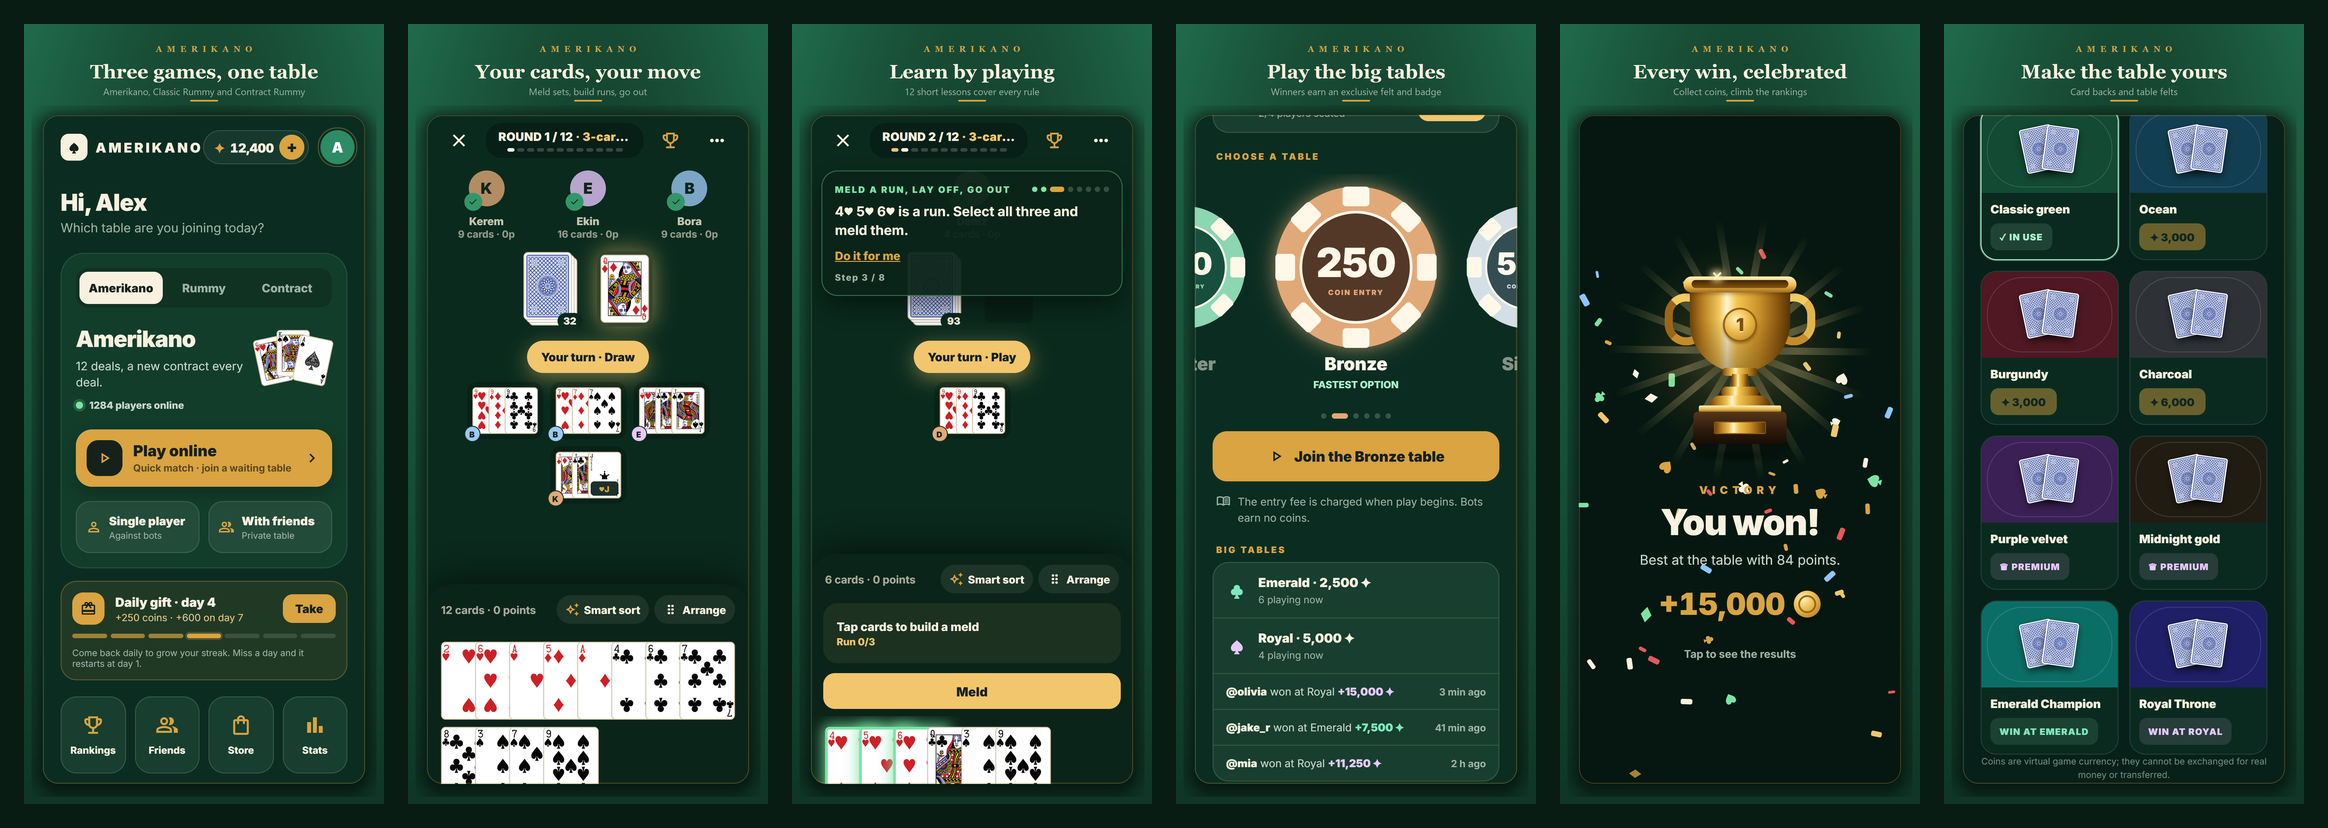 AMERIKANO
Three games, one table
Amerikano, Classic Rummy and Contract Rummy
AMERIKANO
12,400
A
Hi, Alex
Which table are you joining today?
Amerikano
Rummy
Contract
Amerikano
12 deals, a new contract every
deal.
1284 players online
Play online
Quick match · join a waiting table
Single player
Against bots
With friends
Private table
Daily gift · day 4
+250 coins · +600 on day 7
Take
Come back daily to grow your streak. Miss a day and it
restarts at day 1.
Rankings
Friends
Store
Stats
AMERIKANO
Your cards, your move
Meld sets, build runs, go out
ROUND 1 / 12 · 3-car...
K
E
B
Kerem
Ekin
Bora
9 cards · 0p
16 cards · 0p
9 cards · 0p
32
Your turn · Draw
B
B
E
K
♥J
12 cards · 0 points
Smart sort
Arrange
2 6 A 5 A 4 6 7
8 3 7 9
AMERIKANO
Learn by playing
12 short lessons cover every rule
ROUND 2 / 12 · 3-car...
MELD A RUN, LAY OFF, GO OUT
4♥ 5♥ 6♥ is a run. Select all three and
meld them.
Do it for me
Step 3 / 8
93
Your turn · Play
D
6 cards · 0 points
Smart sort
Arrange
Tap cards to build a meld
Run 0/3
Meld
4 5 6 Q 3 9
AMERIKANO
Play the big tables
Winners earn an exclusive felt and badge
CHOOSE A TABLE
250
COIN ENTRY
Bronze
FASTEST OPTION
Join the Bronze table
The entry fee is charged when play begins. Bots
earn no coins.
BIG TABLES
Emerald · 2,500
6 playing now
Royal · 5,000
4 playing now
@olivia won at Royal +15,000
3 min ago
@jake_r won at Emerald +7,500
41 min ago
@mia won at Royal +11,250
2 h ago
AMERIKANO
Every win, celebrated
Collect coins, climb the rankings
1
VICTORY
You won!
Best at the table with 84 points.
+15,000
Tap to see the results
AMERIKANO
Make the table yours
Card backs and table felts
Classic green
✓ IN USE
Ocean
3,000
Burgundy
3,000
Charcoal
6,000
Purple velvet
PREMIUM
Midnight gold
PREMIUM
Emerald Champion
WIN AT EMERALD
Royal Throne
WIN AT ROYAL
Coins are virtual game currency; they cannot be exchanged for real
money or transferred.